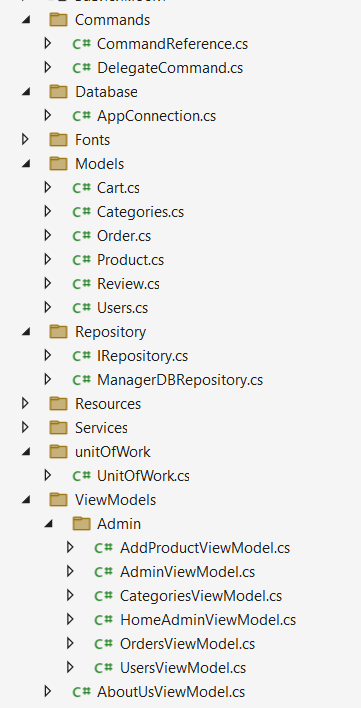 Commands
C# CommandReference.cs
C# DelegateCommand.cs
Database
C# AppConnection.cs
Fonts
Models
C# Cart.cs
C# Categories.cs
C# Order.cs
C# Product.cs
C# Review.cs
C# Users.cs
Repository
C# IRepository.cs
C# ManagerDBRepository.cs
Resources
Services
unitOfWork
C# UnitOfWork.cs
ViewModels
Admin
C# AddProductViewModel.cs
C# AdminViewModel.cs
C# CategoriesViewModel.cs
C# HomeAdminViewModel.cs
C# OrdersViewModel.cs
C# UsersViewModel.cs
C# AboutUsViewModel.cs